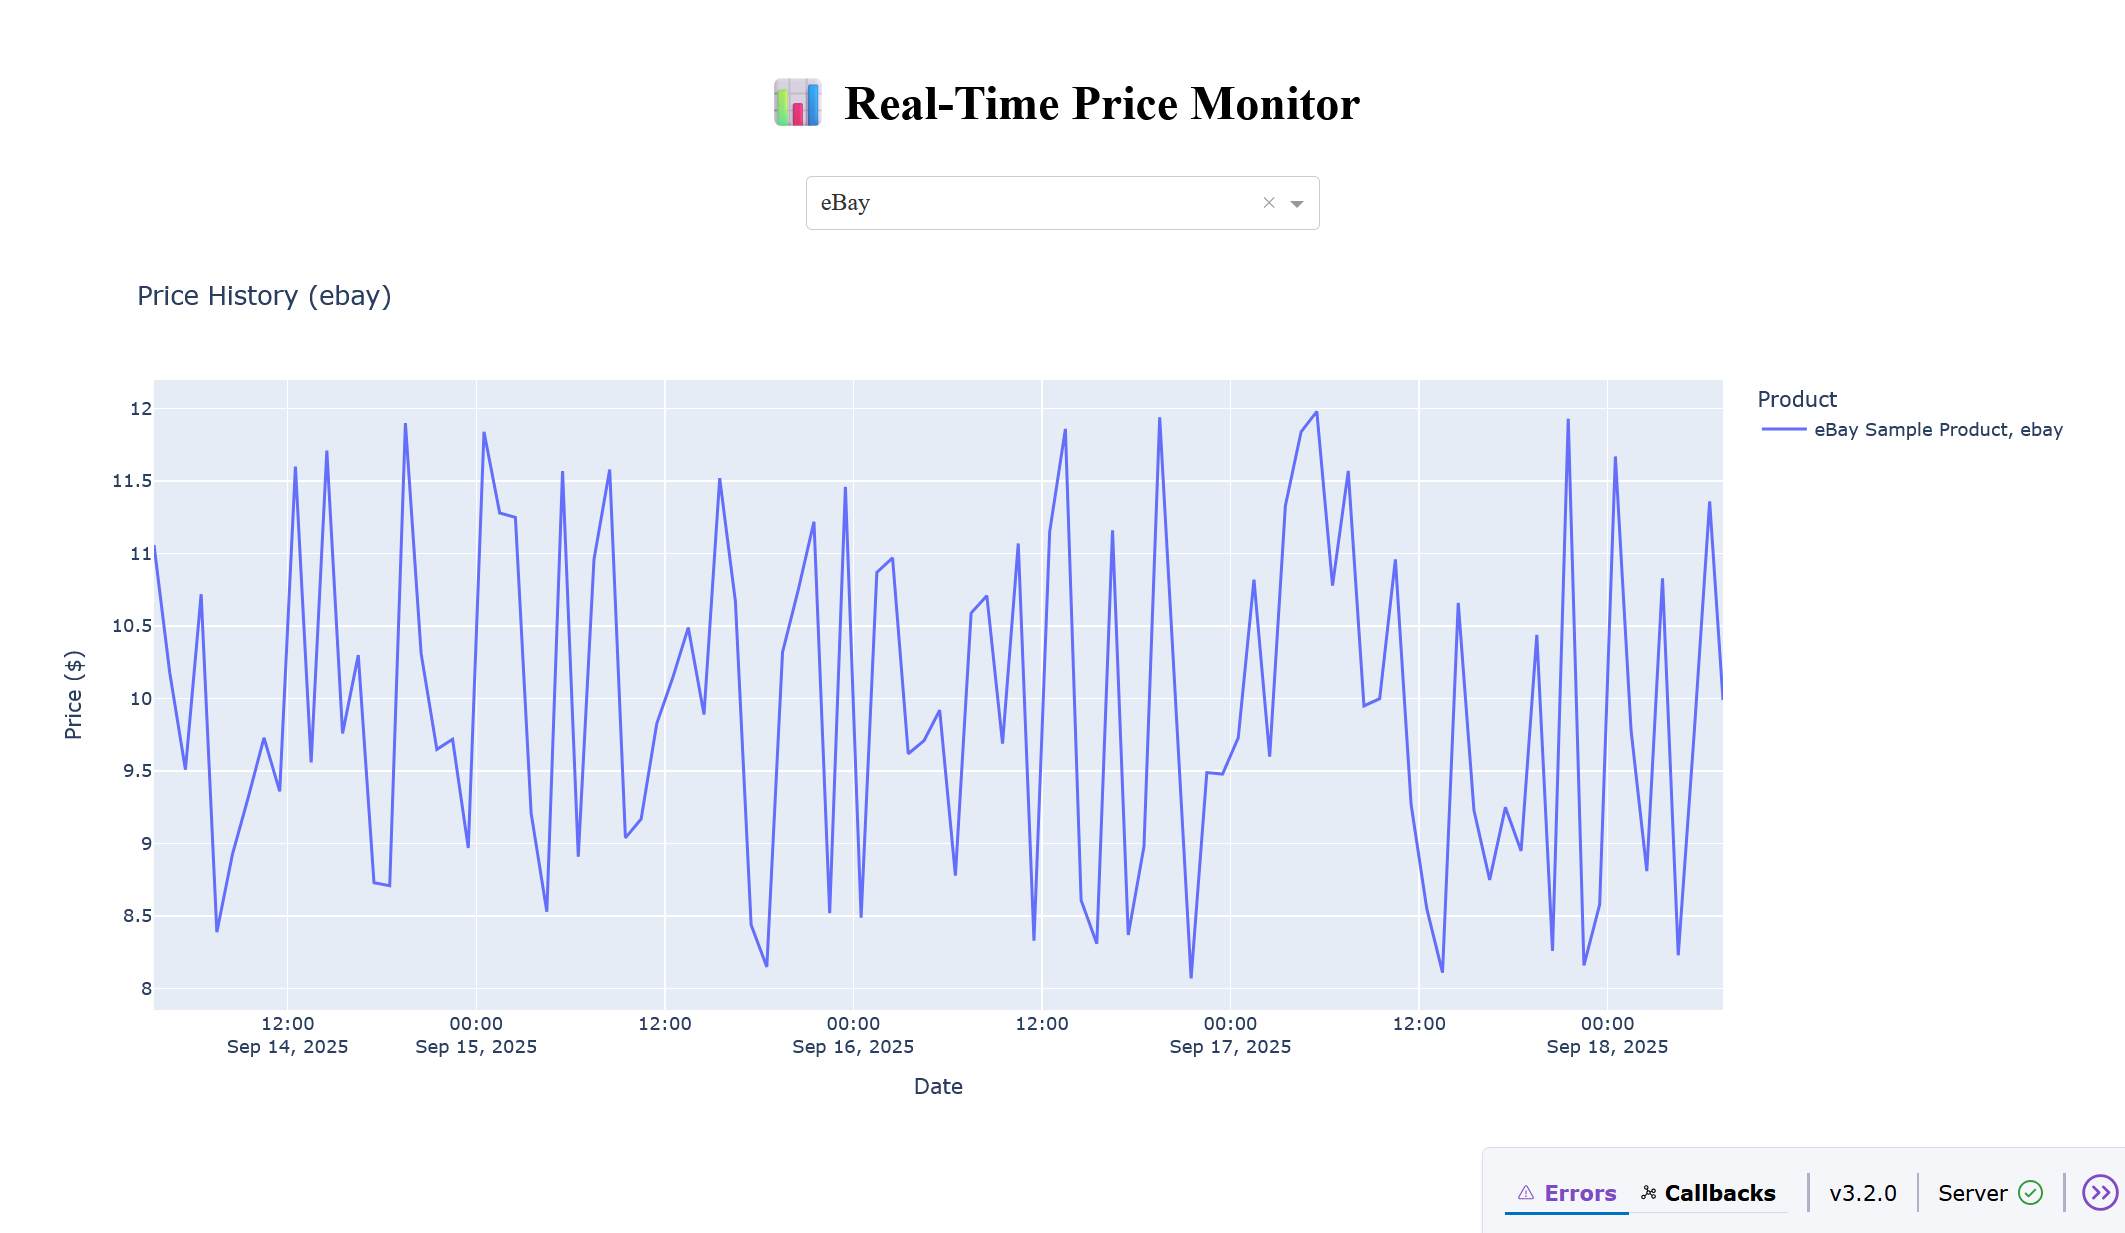 Real-Time Price Monitor
eBay
Price History (ebay)
Product
eBay Sample Product, ebay
12
11.5
11
10.5
10
9.5
9
8.5
8
Price ($)
12:00 00:00 12:00 00:00 12:00 00:00 12:00 00:00
Sep 14, 2025 Sep 15, 2025 Sep 16, 2025 Sep 17, 2025 Sep 18, 2025
Date
Errors Callbacks v3.2.0 Server